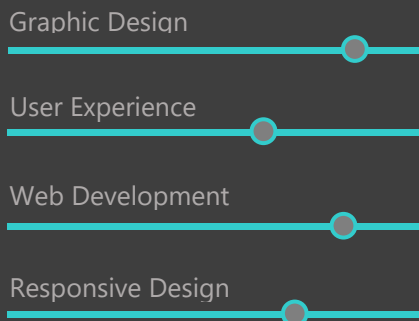 Graphic Design
User Experience
Web Development
Responsive Design